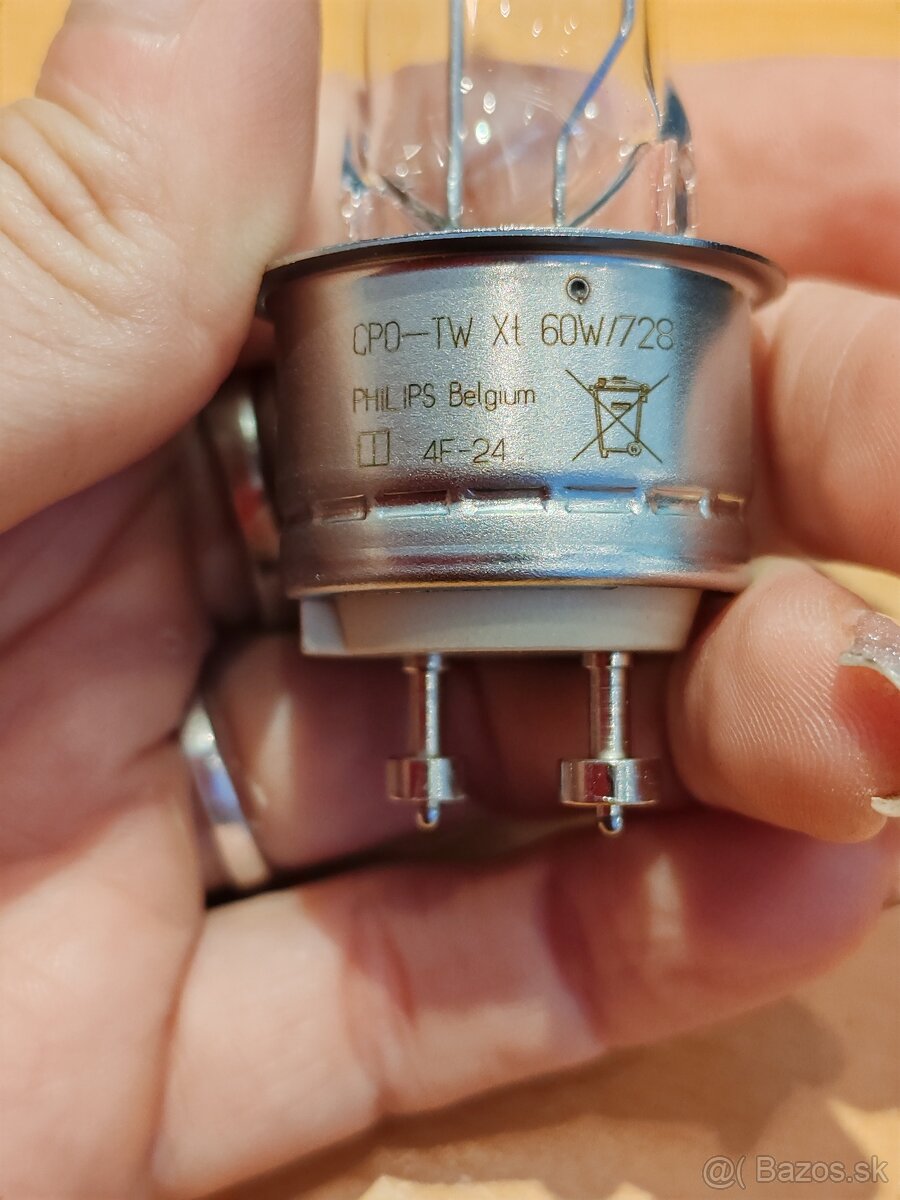 CPO-TW Xt 60W/728
PHILIPS Belgium
4F-24
@( Bazos.sk